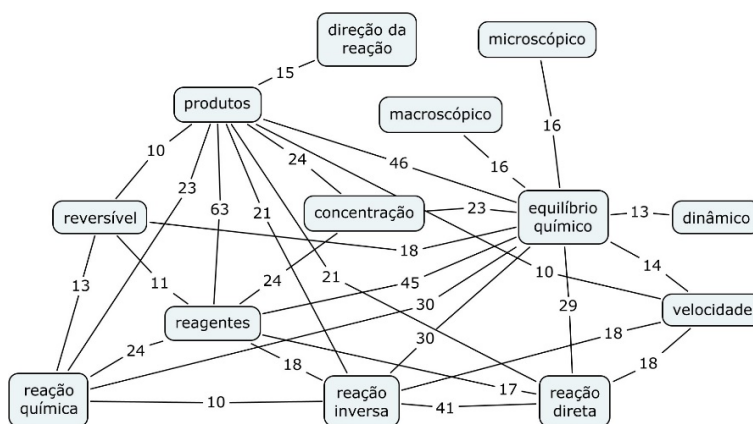 direção da
reação
microscópico
15
produtos
macroscópico
16
10
24
46
16
23
63
21
reversível
concentração
23
equilíbrio
químico
13
dinâmico
18
13
11
24
21
45
10
14
30
29
reagentes
velocidade
24
18
30
18
17
18
reação
química
10
reação
inversa
41
reação
direta